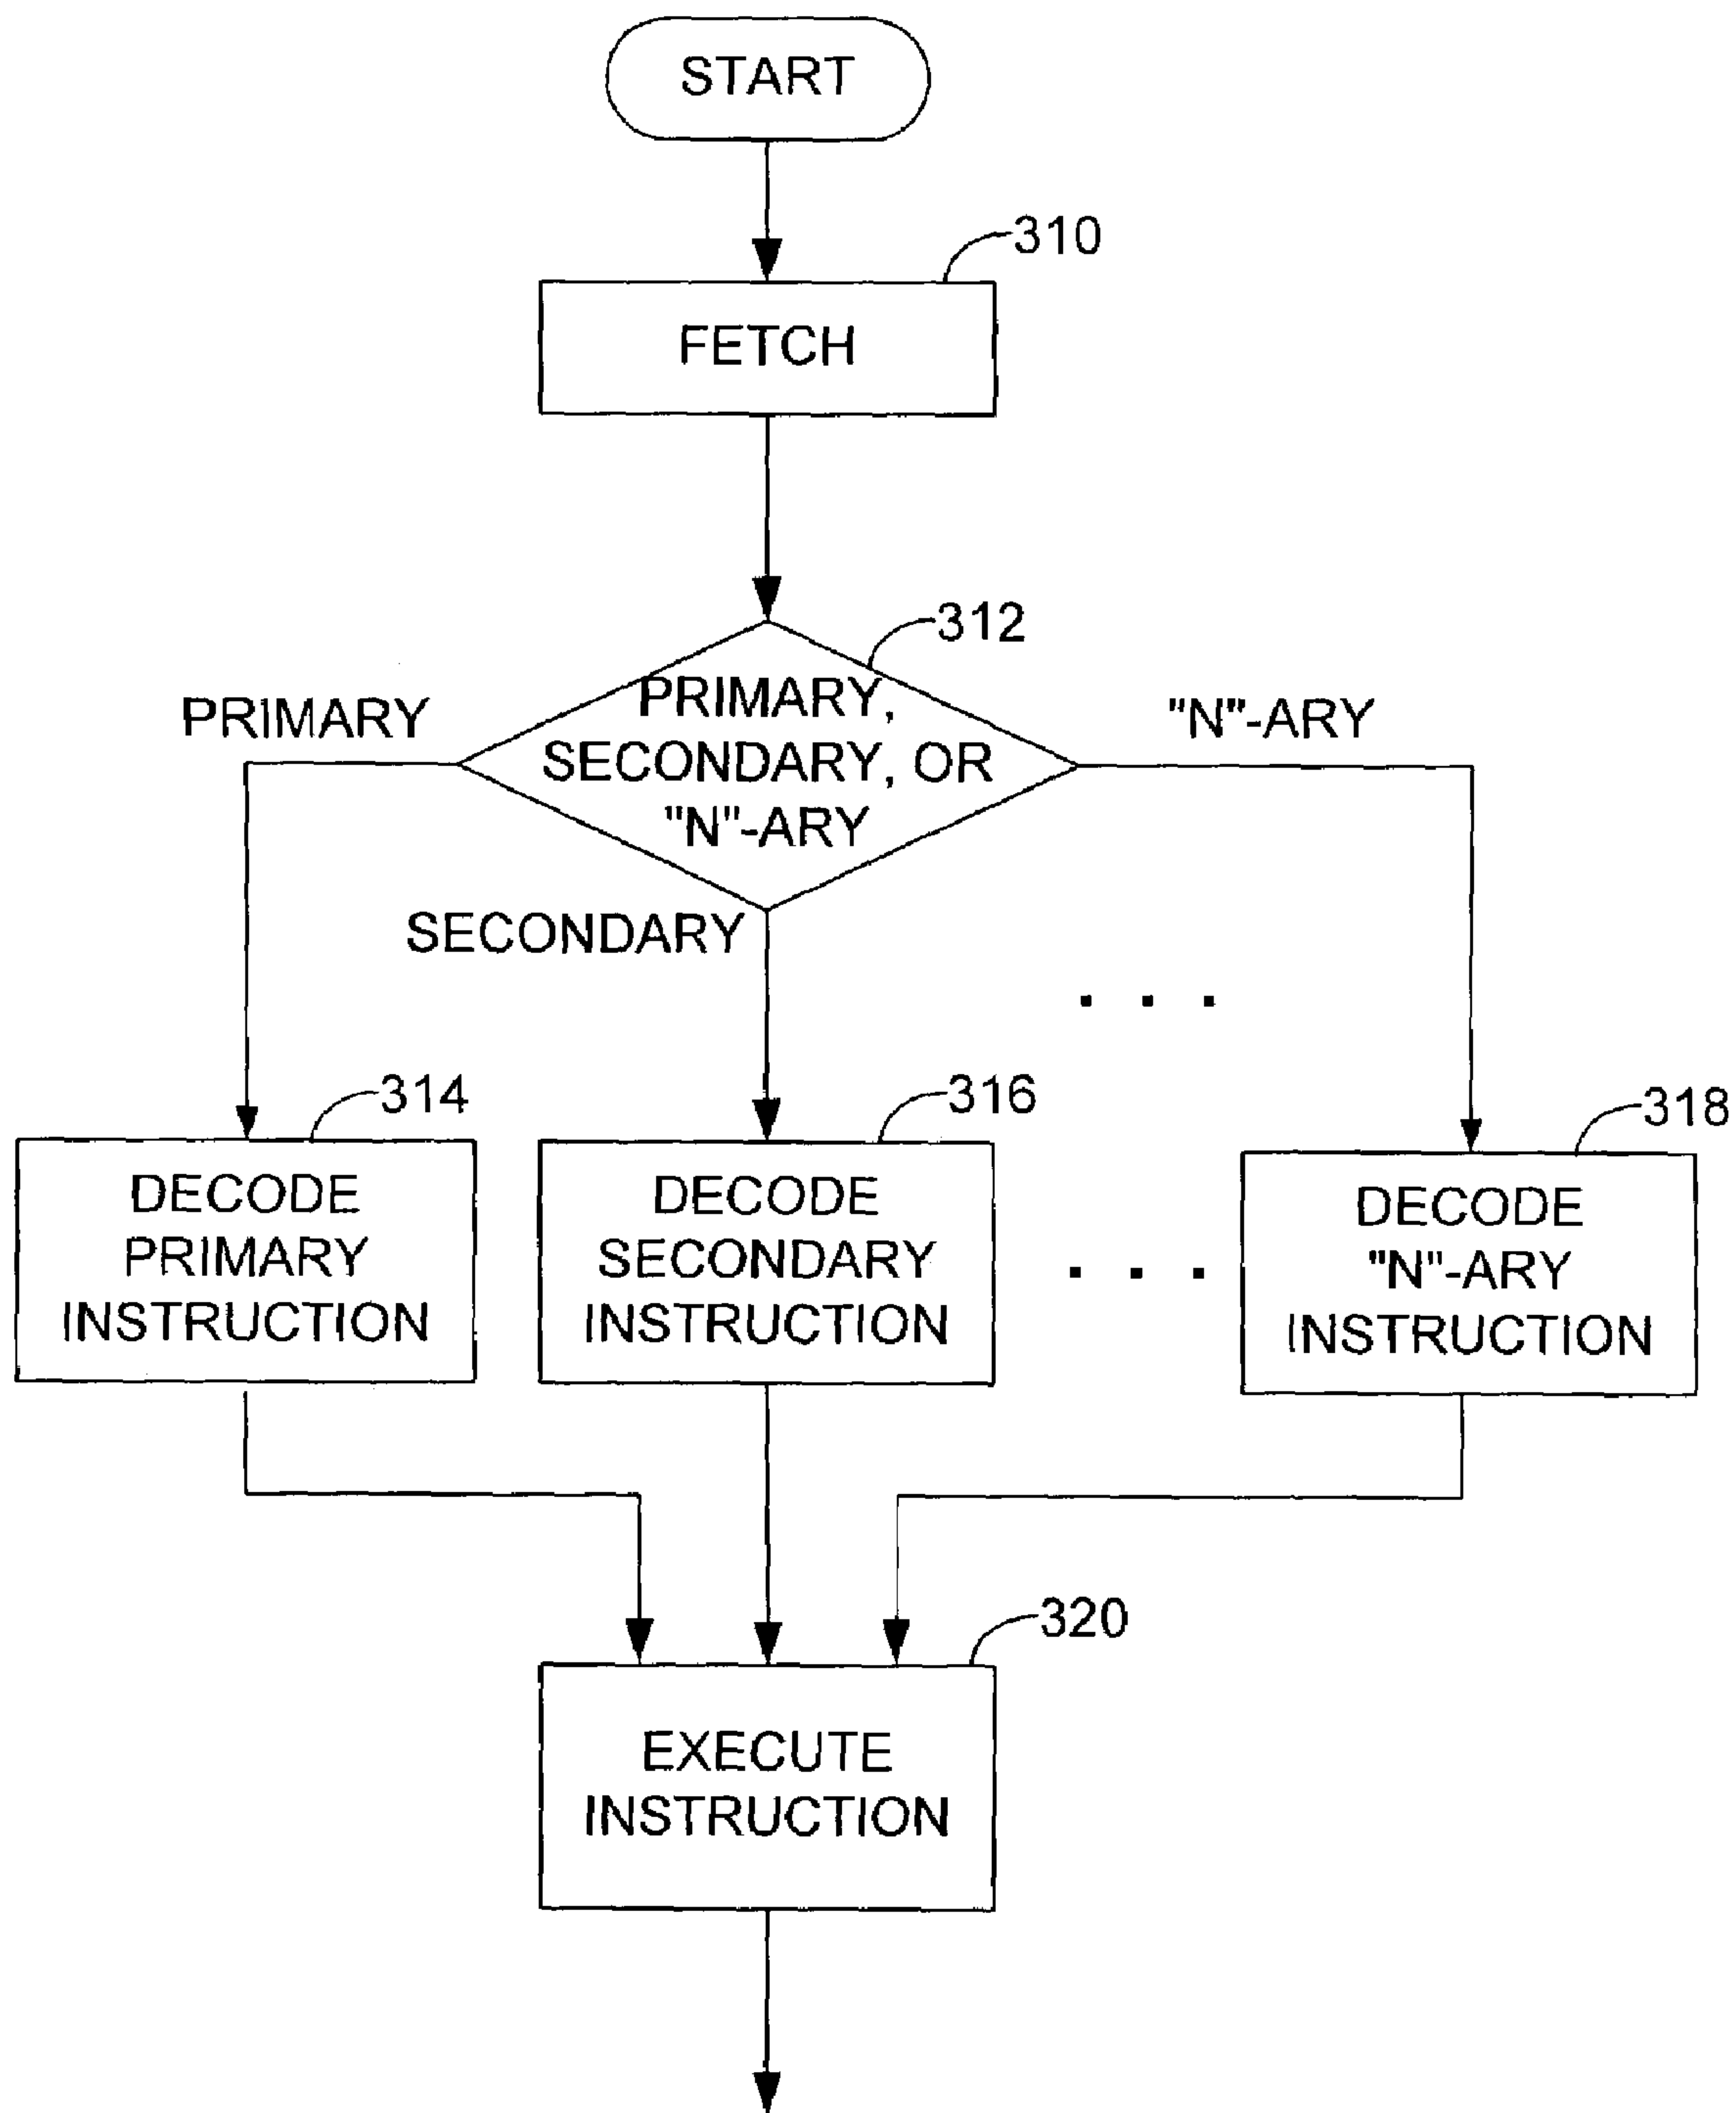 START
310
FETCH
312
PRIMARY
PRIMARY,
SECONDARY, OR
"N"-ARY
"N"-ARY
SECONDARY
. . .
314
316
318
DECODE
PRIMARY
INSTRUCTION
DECODE
SECONDARY
INSTRUCTION
. . .
DECODE
"N"-ARY
INSTRUCTION
320
EXECUTE
INSTRUCTION